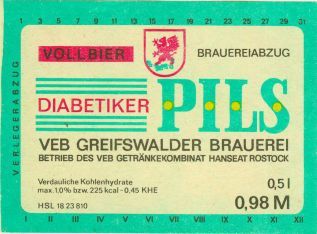 1 3 5 7 9 11 13 15 17 19 21 23 25 27 29 31
VOLLBIER
BRAUEREIABZUG
VERLEGERABZUG
DIABETIKER
PILS
VEB GREIFSWALDER BRAUEREI
BETRIEB DES VEB GETRÄNKEKOMBINAT HANSEAT ROSTOCK
Verdauliche Kohlenhydrate
max. 1,0% bzw. 225 kcal - 0,45 KHE
0,5 l
HSL 18 23 810
0,98 M
I II III IV V VI VII VIII IX X XI XII